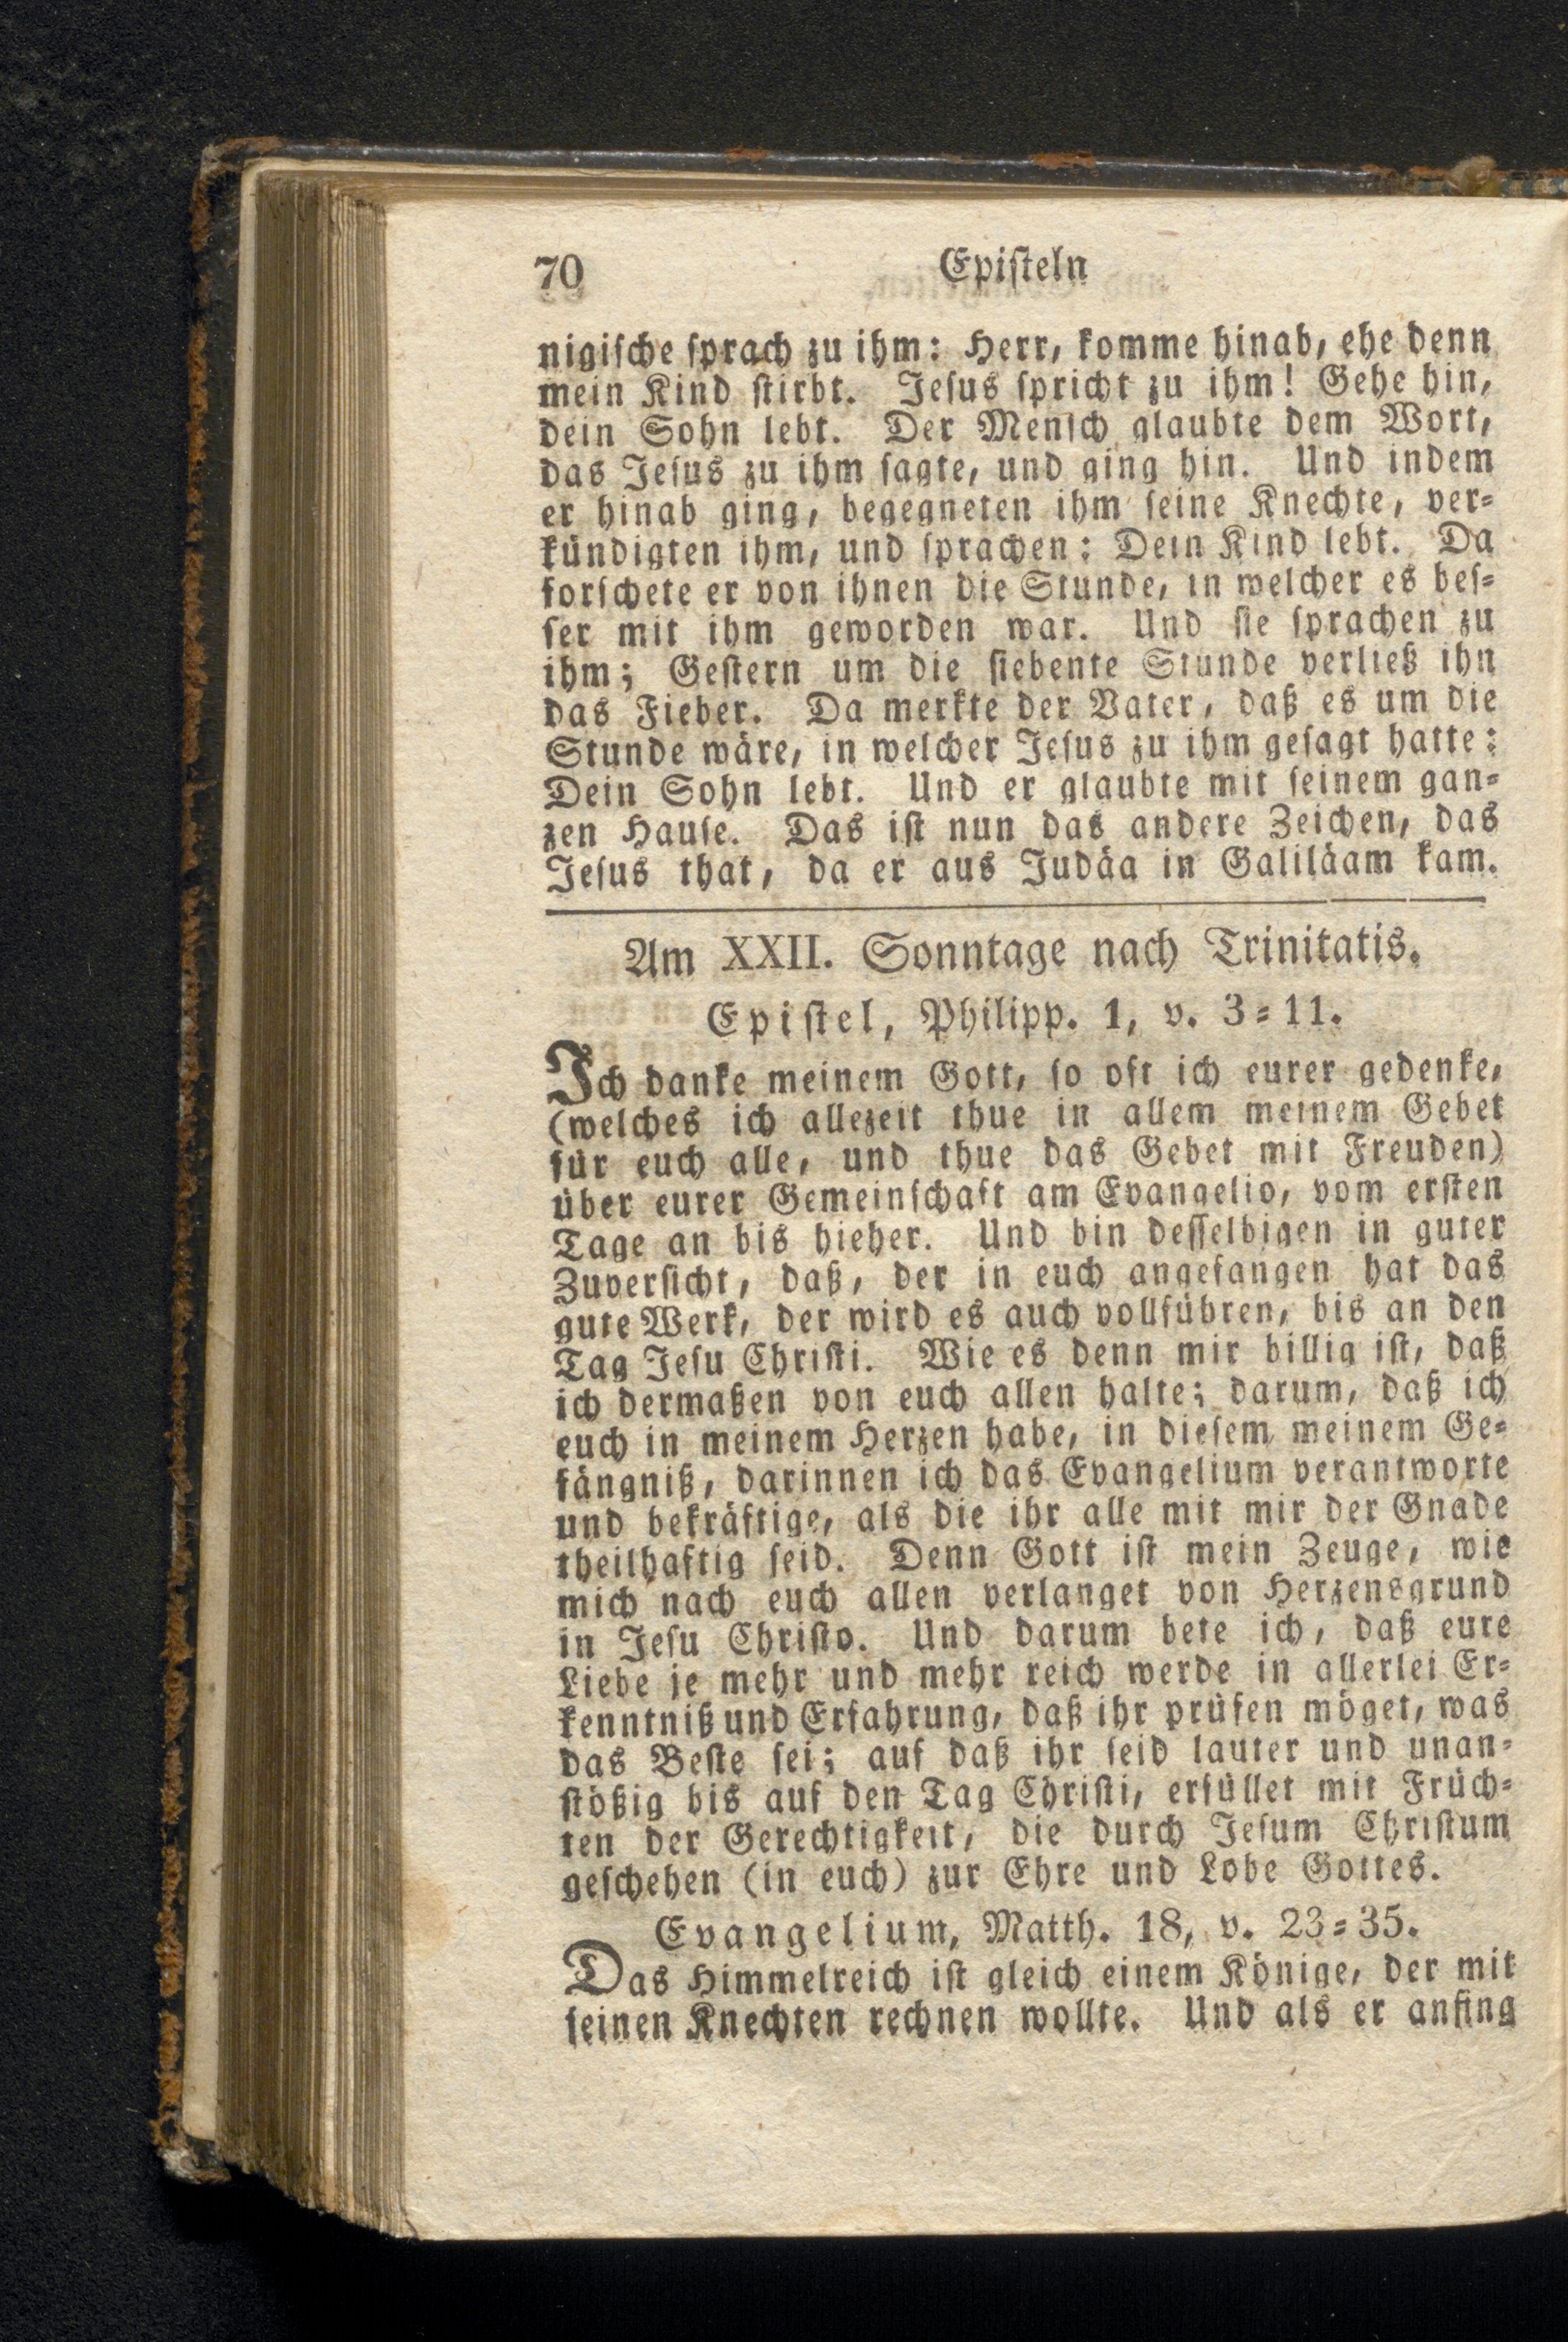 70 Epiſteln
nigiſche ſprach zu ihm: Herr, komme hinab, ehe denn
mein Kind ſtirbt. Jeſus ſpricht zu ihm! Gehe hin,
dein Sohn lebt. Der Menſch glaubte dem Wort,
das Jeſus zu ihm ſagte, und ging hin. Und indem
er hinab ging, begegneten ihm ſeine Knechte, ver=
kündigten ihm, und ſprachen: Dein Kind lebt. Da
forſchete er von ihnen die Stunde, in welcher es beſ=
ſer mit ihm geworden war. Und ſie ſprachen zu
ihm; Geſtern um die ſiebente Stunde verließ ihn
das Fieber. Da merkte der Vater, daß es um die
Stunde wäre, in welcher Jeſus zu ihm geſagt hatte:
Dein Sohn lebt. Und er glaubte mit ſeinem gan=
zen Hauſe. Das iſt nun das andere Zeichen, das
Jeſus that, da er aus Judäa in Galiläam kam.
Am XXII. Sonntage nach Trinitatis.
Epiſtel, Philipp. 1, v. 3=11.
Ich danke meinem Gott, ſo oft ich eurer gedenke,
(welches ich allezeit thue in allem meinem Gebet
für euch alle, und thue das Gebet mit Freuden)
über eurer Gemeinſchaft am Evangelio, vom erſten
Tage an bis hieher. Und bin deſſelbigen in guter
Zuverſicht, daß, der in euch angefangen hat das
gute Werk, der wird es auch vollführen, bis an den
Tag Jeſu Chriſti. Wie es denn mir billig iſt, daß
ich dermaßen von euch allen halte; darum, daß ich
euch in meinem Herzen habe, in dieſem meinem Ge=
fängniß, darinnen ich das Evangelium verantworte
und bekräftige, als die ihr alle mit mir der Gnade
theilhaftig ſeid. Denn Gott iſt mein Zeuge, wie
mich nach euch allen verlanget von Herzensgrund
in Jeſu Chriſto. Und darum bete ich, daß eure
Liebe je mehr und mehr reich werde in allerlei Er=
kenntniß und Erfahrung, daß ihr prüfen möget, was
das Beſte ſei; auf daß ihr ſeid lauter und unan=
ſtößig bis auf den Tag Chriſti, erfüllet mit Früch=
ten der Gerechtigkeit, die durch Jeſum Chriſtum
geſchehen (in euch) zur Ehre und Lobe Gottes.
Evangelium, Matth. 18, v. 23=35.
Das Himmelreich iſt gleich einem Könige, der mit
ſeinen Knechten rechnen wollte. Und als er anfing